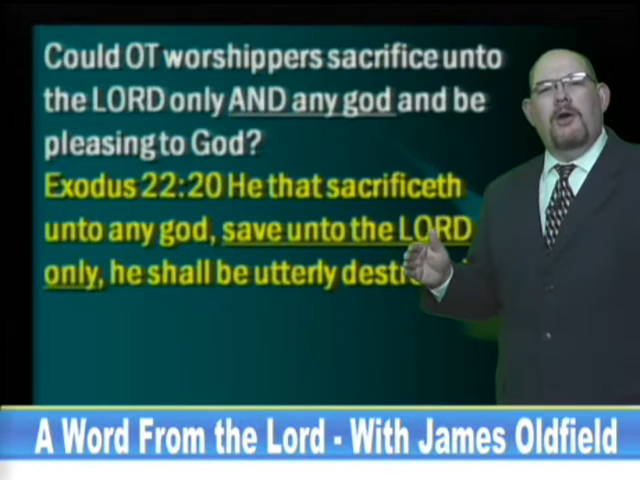 Could OT worshippers sacrifice unto
the LORD only AND any god and be
pleasing to God?
Exodus 22:20 He that sacrificeth
unto any god, save unto the LORD
only, he shall be utterly
A Word From the Lord - With James Oldfield